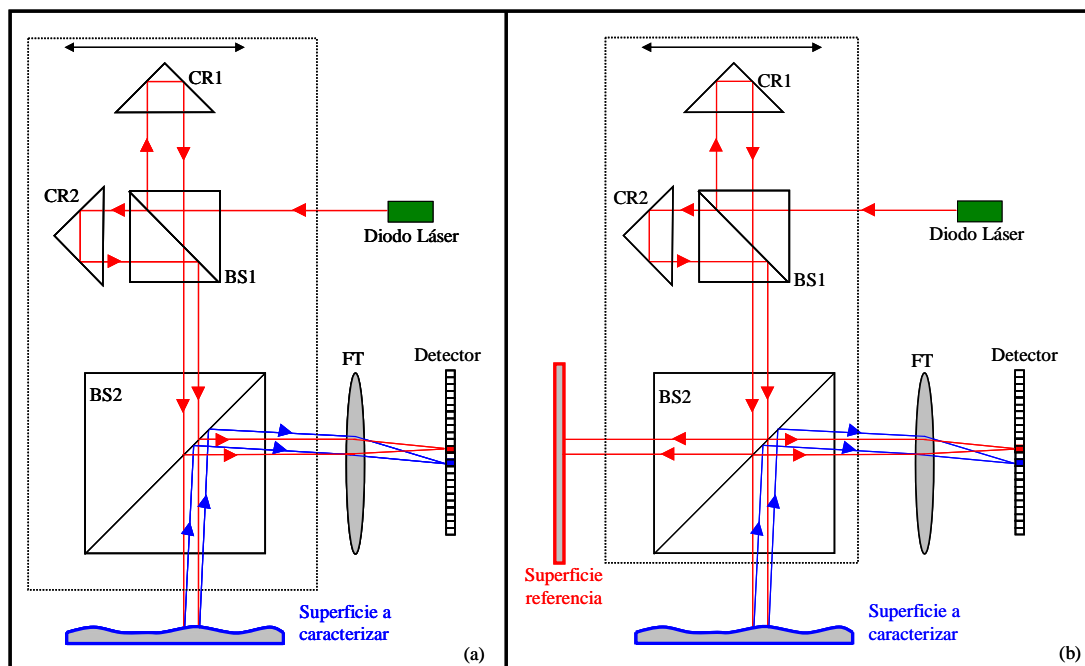 CR1
CR2
Diodo Láser
BS1
FT
Detector
BS2
Superficie a
caracterizar
(a)
CR1
CR2
Diodo Láser
BS1
FT
Detector
BS2
Superficie
referencia
Superficie a
caracterizar
(b)